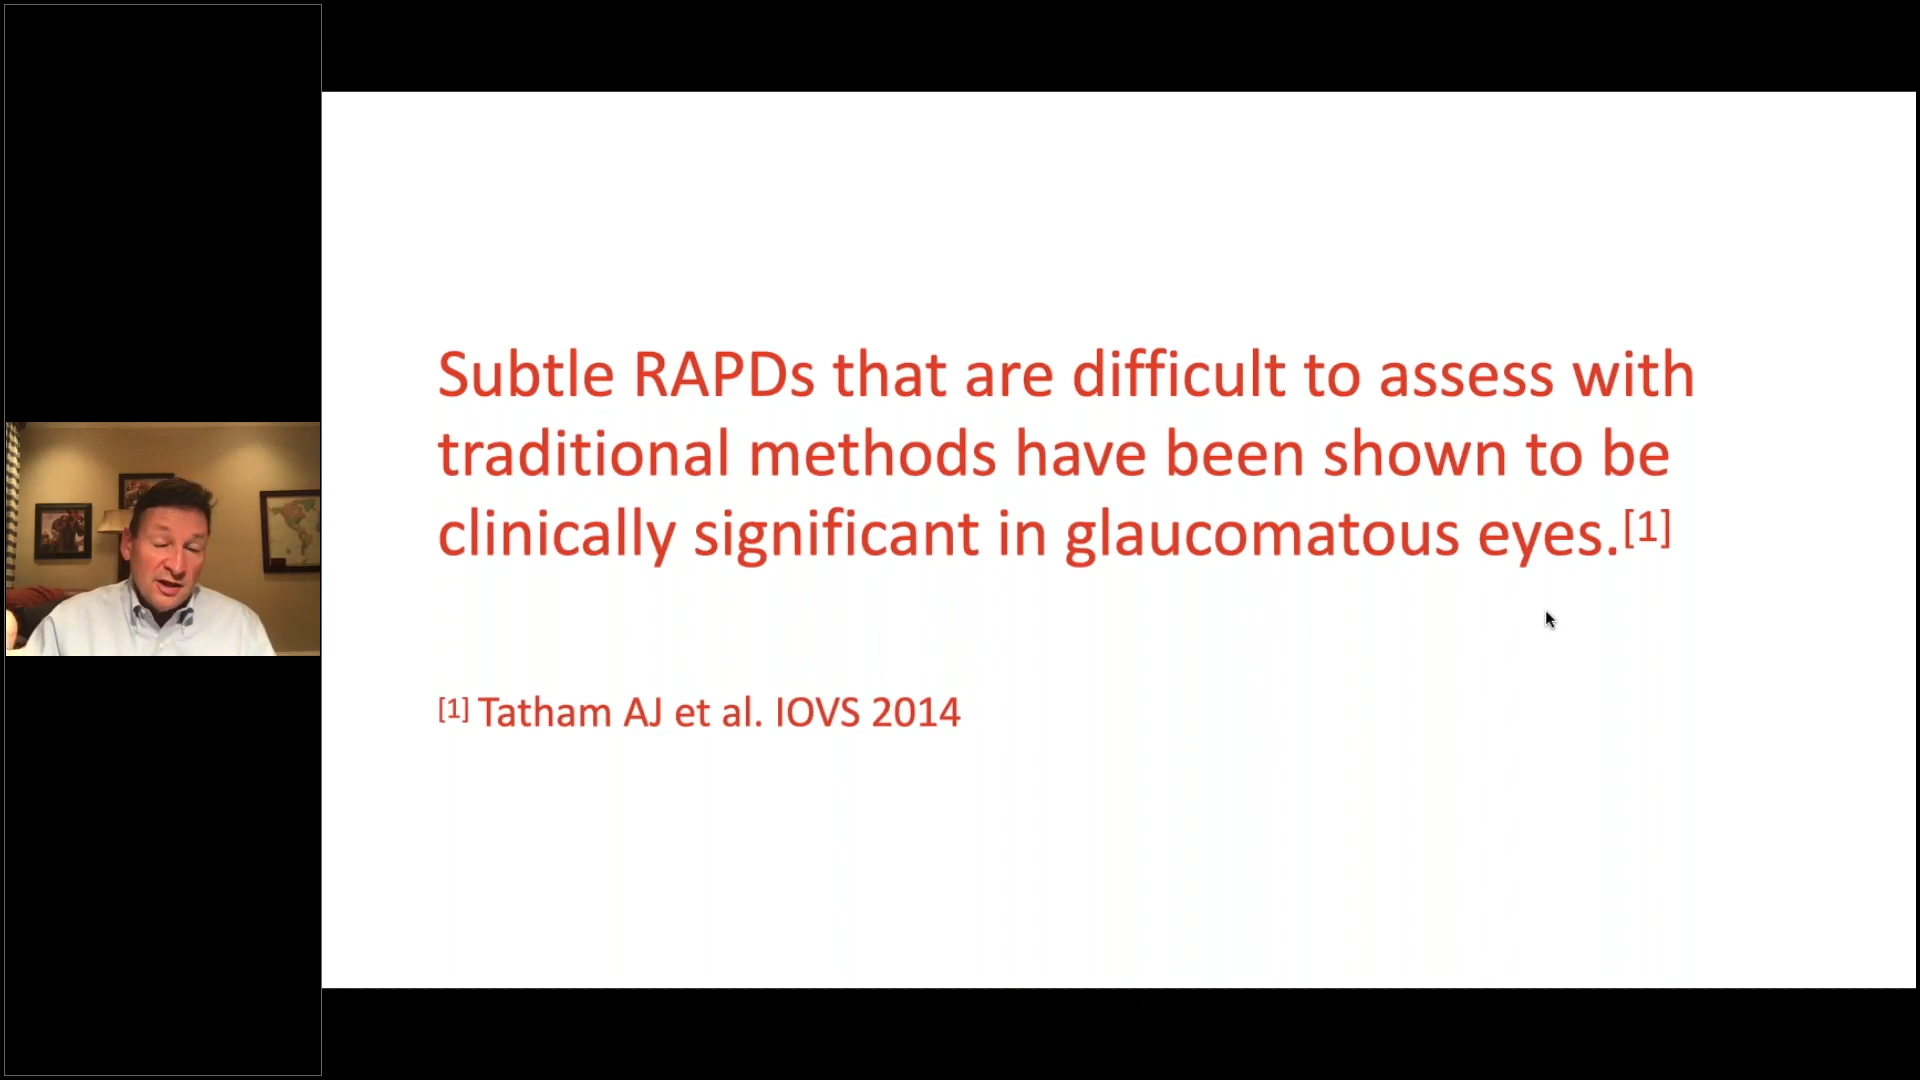 Subtle RAPDs that are difficult to assess with
traditional methods have been shown to be
clinically significant in glaucomatous eyes.[1]
[1] Tatham AJ et al. IOVS 2014